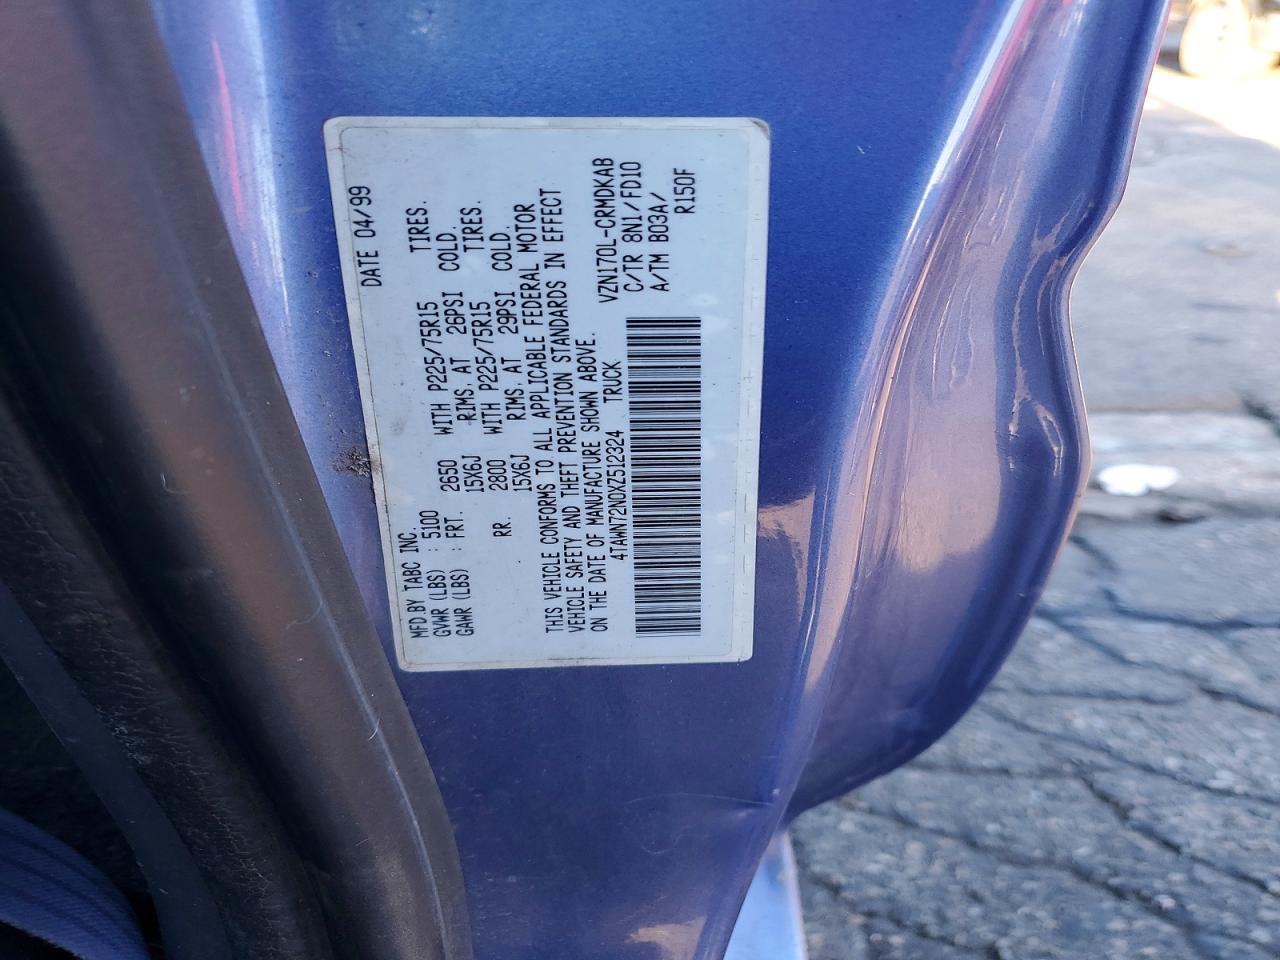 DATE 04/99
MFD.BY TABC INC.
GVWR (LBS) : 5100
GAWR (LBS) : FRT. 2650 WITH P225/75R15 TIRES.
15X6J RIMS, AT 26PSI COLD.
RR. 2800 WITH P225/75R15 TIRES.
15X6J RIMS, AT 29PSI COLD.
THIS VEHICLE CONFORMS TO ALL APPLICABLE FEDERAL MOTOR
VEHICLE SAFETY AND THEFT PREVENTION STANDARDS IN EFFECT
ON THE DATE OF MANUFACTURE SHOWN ABOVE.
4TAWN72N0XZ512324 TRUCK
VZN170L-CRMDKAB
C/TR 8N1/FD10
A/TM B03A/
R150F